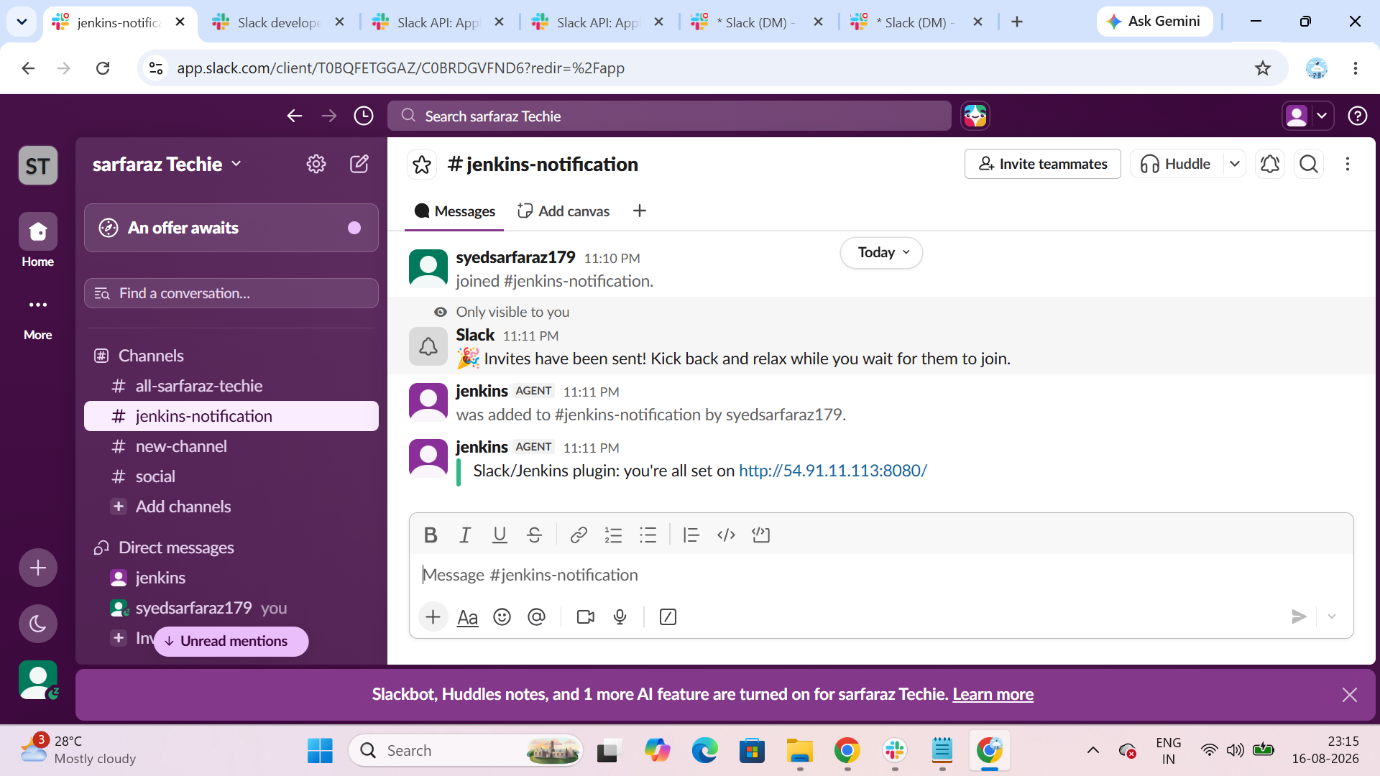 jenkins-notific
Slack develope
Slack API: App
Slack API: App
* Slack (DM) -
* Slack (DM) -
Ask Gemini
app.slack.com/client/T0BQFETGGAZ/C0BRDGVFND6?redir=%2Fapp
Search sarfaraz Techie
ST
Home
More
sarfaraz Techie
An offer awaits
Find a conversation...
Channels
# all-sarfaraz-techie
# jenkins-notification
# new-channel
# social
+ Add channels
Direct messages
jenkins
syedsarfaraz179 you
+ Inv
↓ Unread mentions
# jenkins-notification
Invite teammates
Huddle
Messages
Add canvas
Today
syedsarfaraz179 11:10 PM
joined #jenkins-notification.
Only visible to you
Slack 11:11 PM
🎉 Invites have been sent! Kick back and relax while you wait for them to join.
jenkins AGENT 11:11 PM
was added to #jenkins-notification by syedsarfaraz179.
jenkins AGENT 11:11 PM
Slack/Jenkins plugin: you're all set on http://54.91.11.113:8080/
B I U S
Message #jenkins-notification
Aa
Slackbot, Huddles notes, and 1 more AI feature are turned on for sarfaraz Techie. Learn more
3
28°C
Mostly cloudy
Search
ENG
IN
23:15
16-08-2026